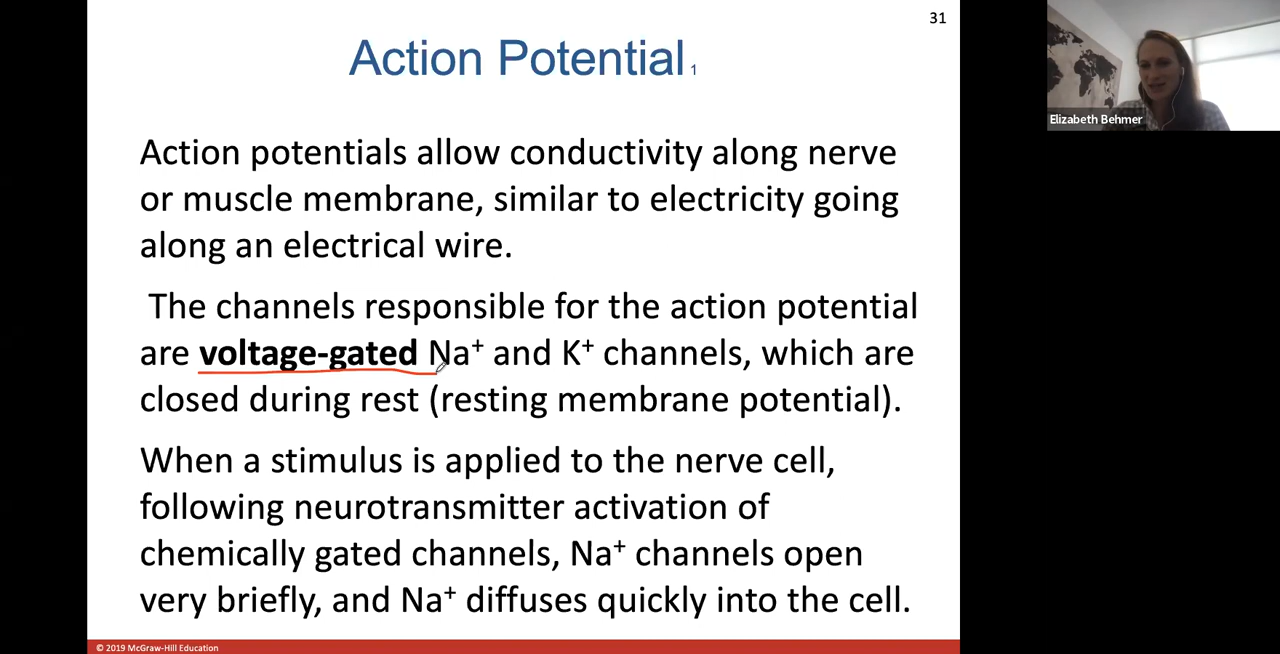 31
Action Potential 1
Action potentials allow conductivity along nerve
or muscle membrane, similar to electricity going
along an electrical wire.
The channels responsible for the action potential
are voltage-gated Na⁺ and K⁺ channels, which are
closed during rest (resting membrane potential).
When a stimulus is applied to the nerve cell,
following neurotransmitter activation of
chemically gated channels, Na⁺ channels open
very briefly, and Na⁺ diffuses quickly into the cell.
© 2019 McGraw-Hill Education
Elizabeth Behmer